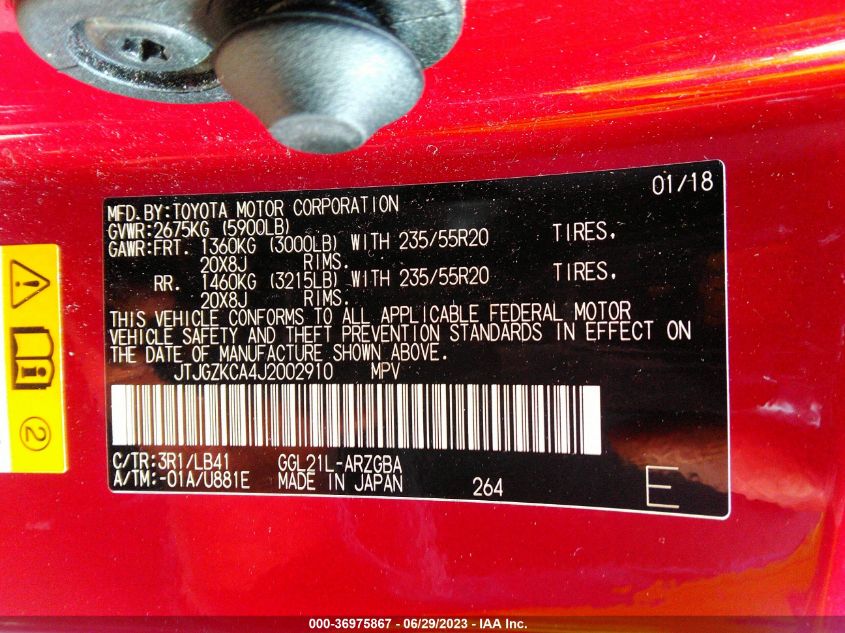 01/18
MFD.BY:TOYOTA MOTOR CORPORATION
GVWR:2675KG (5900LB)
GAWR:FRT. 1360KG (3000LB) WITH 235/55R20 TIRES.
20X8J RIMS.
RR. 1460KG (3215LB) WITH 235/55R20 TIRES.
20X8J RIMS.
THIS VEHICLE CONFORMS TO ALL APPLICABLE FEDERAL MOTOR
VEHICLE SAFETY AND THEFT PREVENTION STANDARDS IN EFFECT ON
THE DATE OF MANUFACTURE SHOWN ABOVE.
JTJGZKCA4J2002910 MPV
C/TR:3R1/LB41 GGL21L-ARZGBA
A/TM:-01A/U881E MADE IN JAPAN 264 E
2
000-36975867 - 06/29/2023 - IAA Inc.